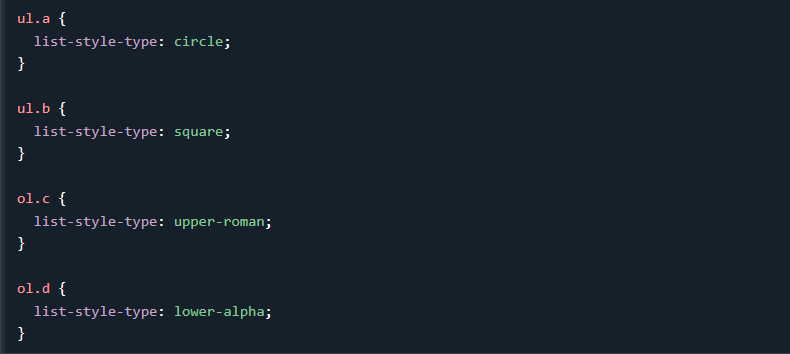 ul.a {
  list-style-type: circle;
}

ul.b {
  list-style-type: square;
}

ol.c {
  list-style-type: upper-roman;
}

ol.d {
  list-style-type: lower-alpha;
}